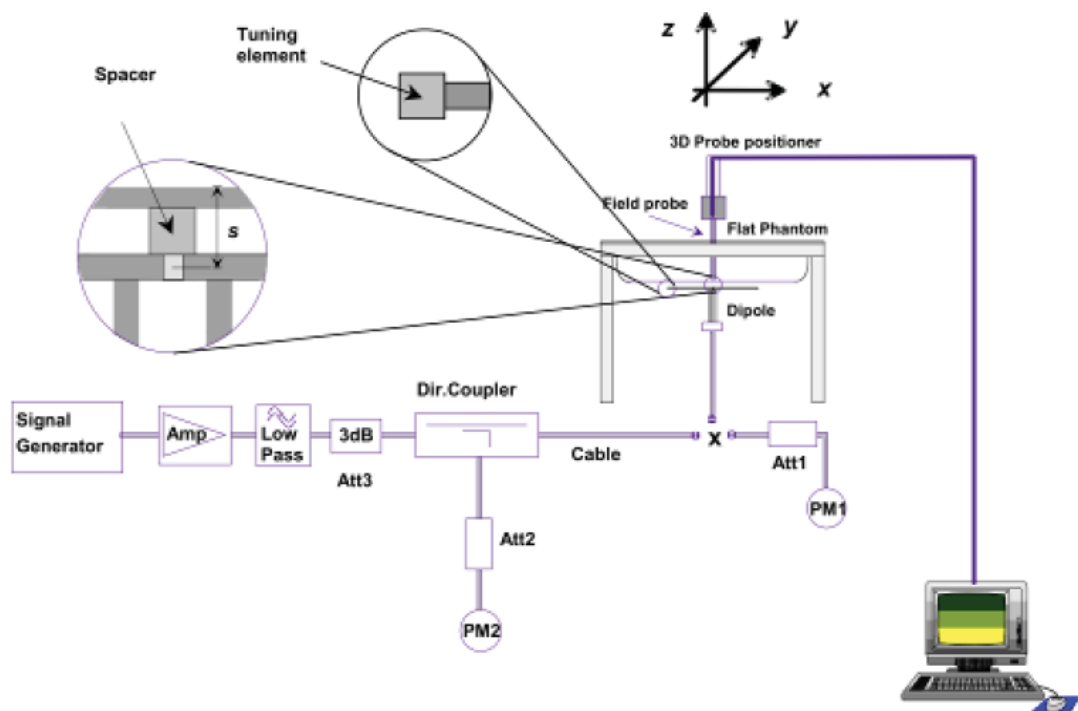 Tuning
element
z
y
Spacer
x
3D Probe positioner
Field probe
s
Flat Phantom
Dipole
Dir.Coupler
Signal
Generator
Amp
Low
Pass
3dB
Att3
Cable
X
Att1
PM1
Att2
PM2